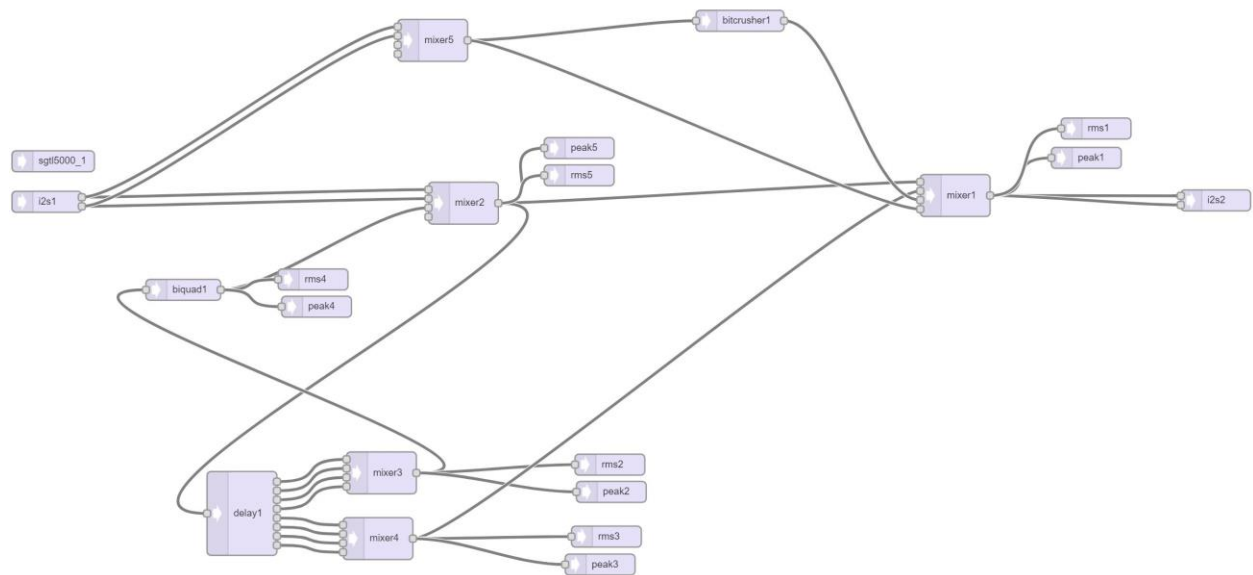 bitcrusher1
mixer5
rms1
peak5
peak1
sgtl5000_1
rms5
i2s1
mixer2
mixer1
i2s2
rms4
biquad1
peak4
rms2
mixer3
peak2
delay1
rms3
mixer4
peak3